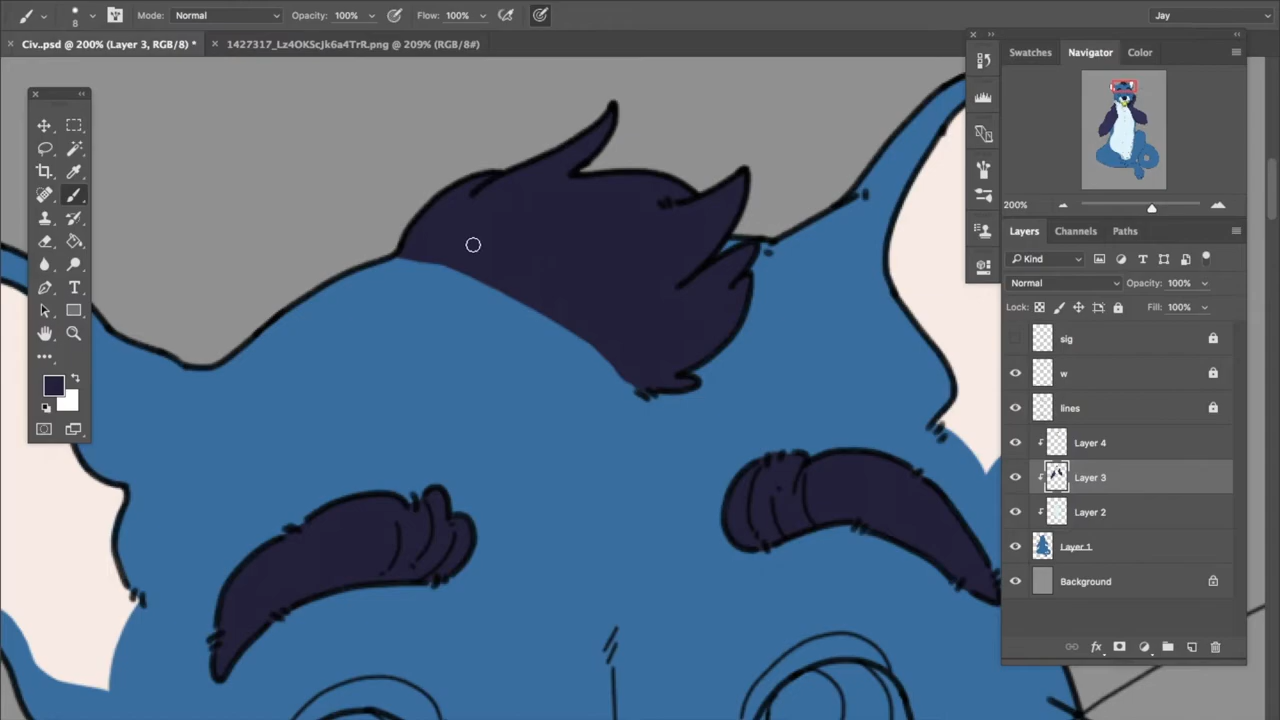 8
Mode: Normal
Opacity: 100%
Flow: 100%
Jay
Civ.psd @ 200% (Layer 3, RGB/8) *
1427317_Lz4OKScJk6a4TrR.png @ 209% (RGB/8#)
Swatches
Navigator
Color
200%
Layers
Channels
Paths
Kind
Normal
Opacity: 100%
Lock:
Fill: 100%
sig
w
lines
Layer 4
Layer 3
Layer 2
Layer 1
Background
fx